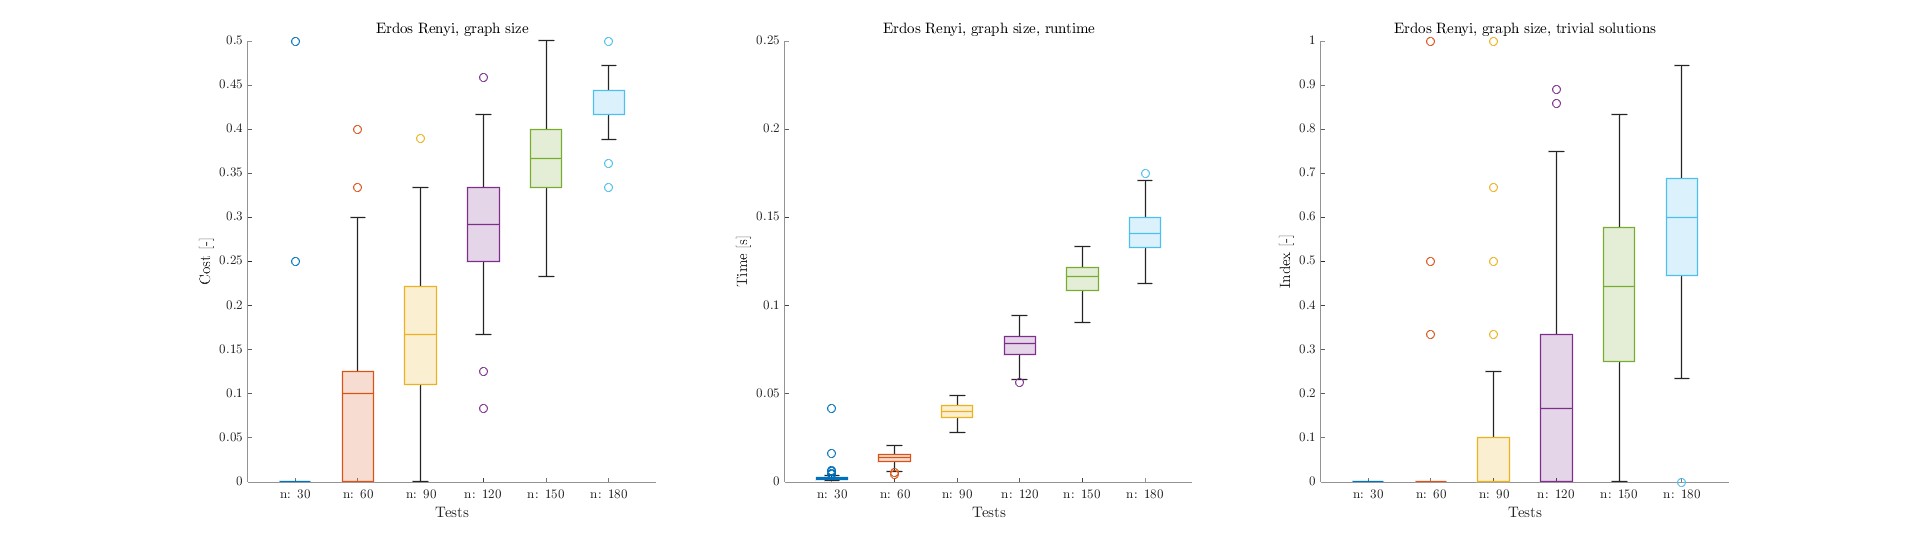 Erdos Renyi, graph size
0.5
0.45
0.4
0.35
0.3
0.25
0.2
0.15
0.1
0.05
0
Cost [-]
n: 30 n: 60 n: 90 n: 120 n: 150 n: 180
Tests
Erdos Renyi, graph size, runtime
0.25
0.2
0.15
0.1
0.05
0
Time [s]
n: 30 n: 60 n: 90 n: 120 n: 150 n: 180
Tests
Erdos Renyi, graph size, trivial solutions
1
0.9
0.8
0.7
0.6
0.5
0.4
0.3
0.2
0.1
0
Index [-]
n: 30 n: 60 n: 90 n: 120 n: 150 n: 180
Tests